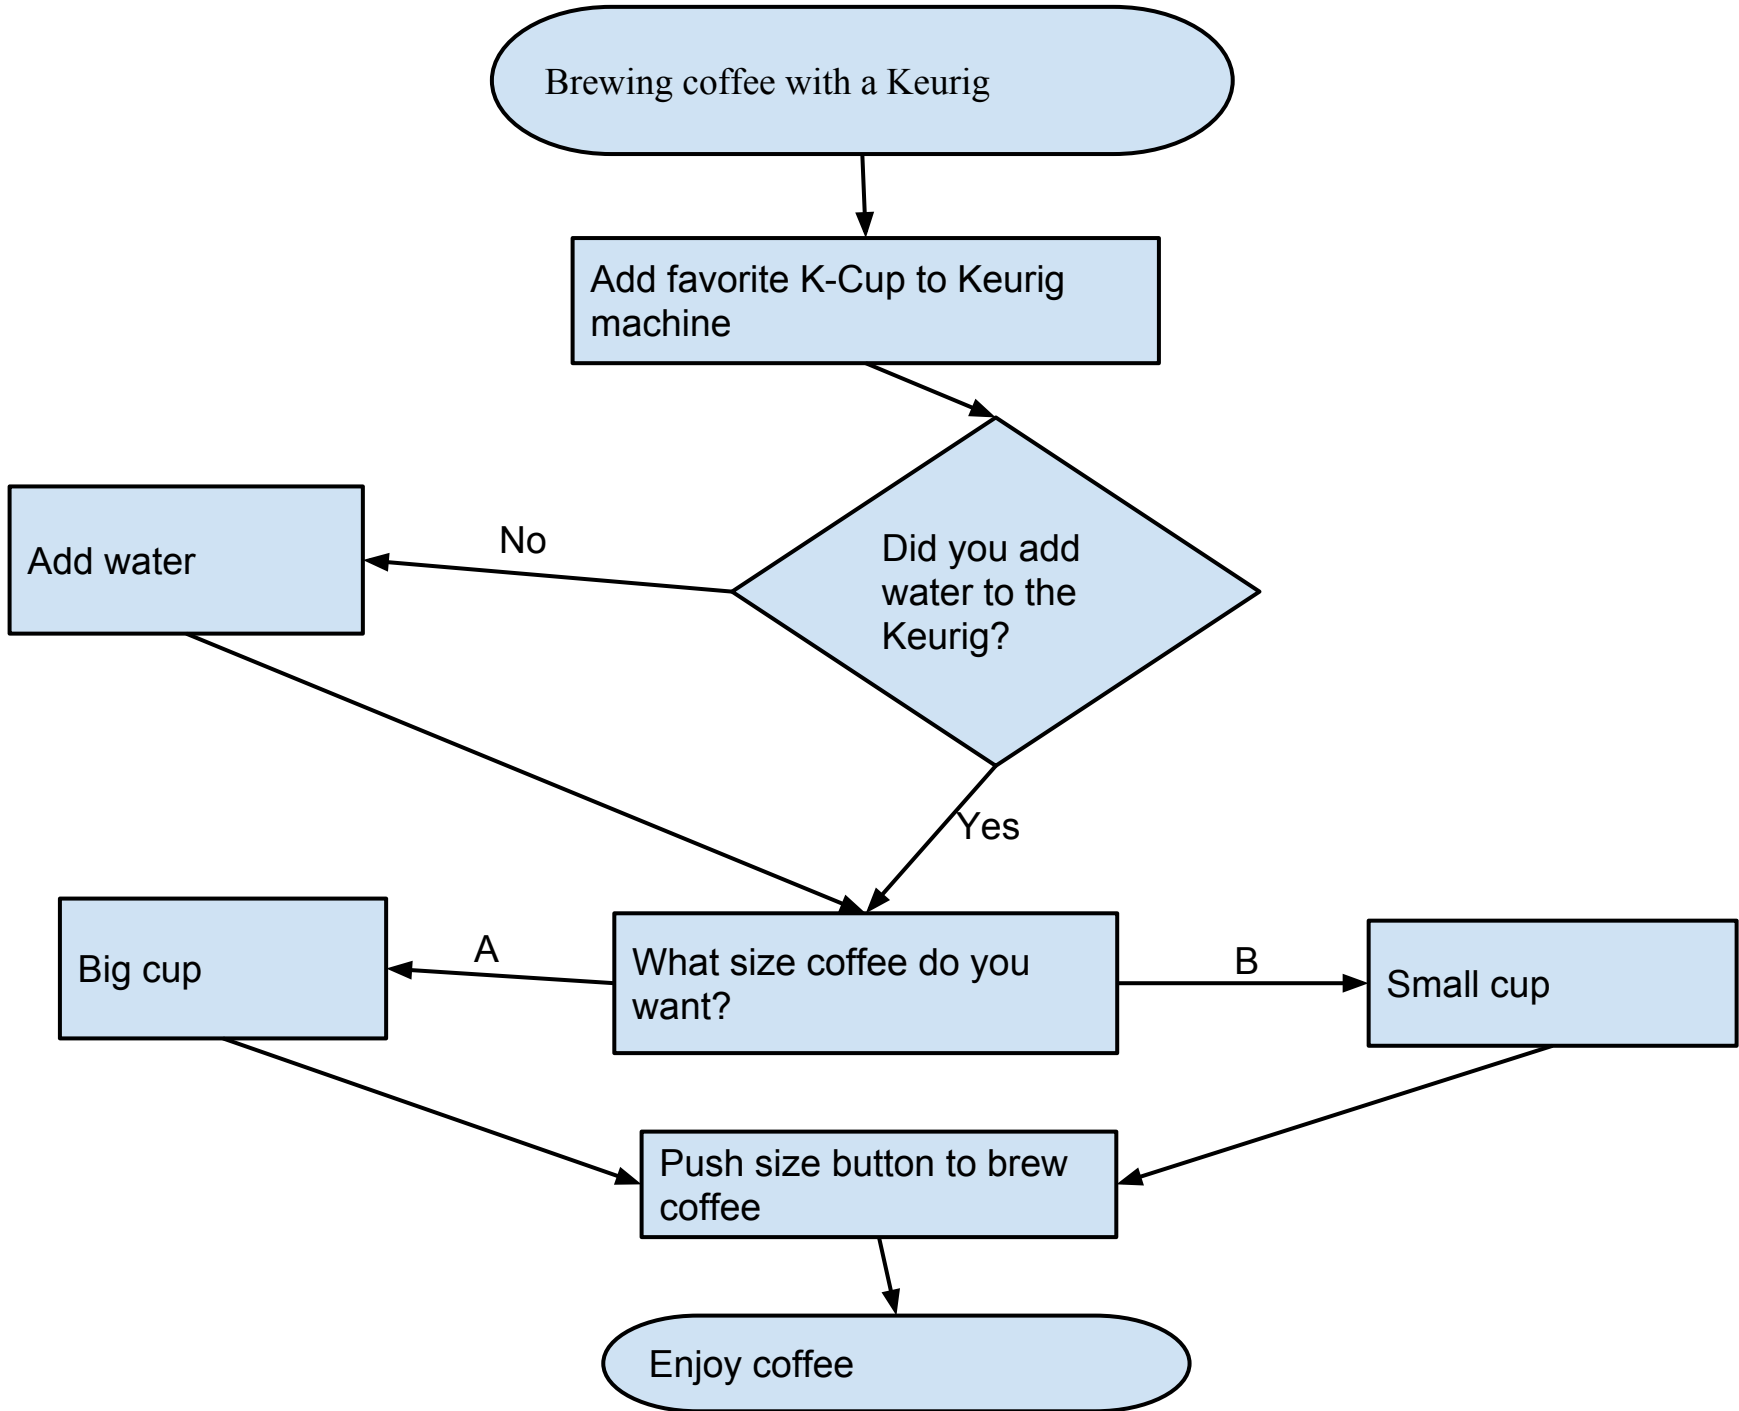 Brewing coffee with a Keurig
Add favorite K-Cup to Keurig
machine
Did you add
water to the
Keurig?
No
Add water
Yes
What size coffee do you
want?
A
Big cup
B
Small cup
Push size button to brew
coffee
Enjoy coffee